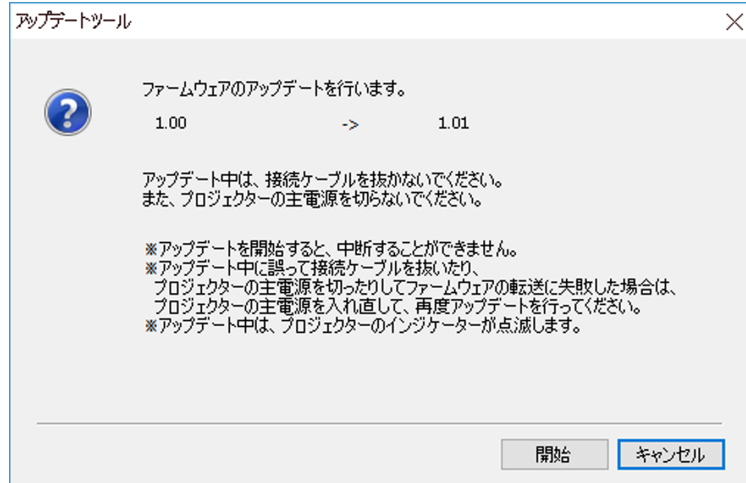 アップデートツール
ファームウェアのアップデートを行います。
1.00 -> 1.01
アップデート中は、接続ケーブルを抜かないでください。
また、プロジェクターの主電源を切らないでください。
※アップデートを開始すると、中断することができません。
※アップデート中に誤って接続ケーブルを抜いたり、
プロジェクターの主電源を切ったりしてファームウェアの転送に失敗した場合は、
プロジェクターの主電源を入れ直して、再度アップデートを行ってください。
※アップデート中は、プロジェクターのインジケーターが点滅します。
開始 キャンセル